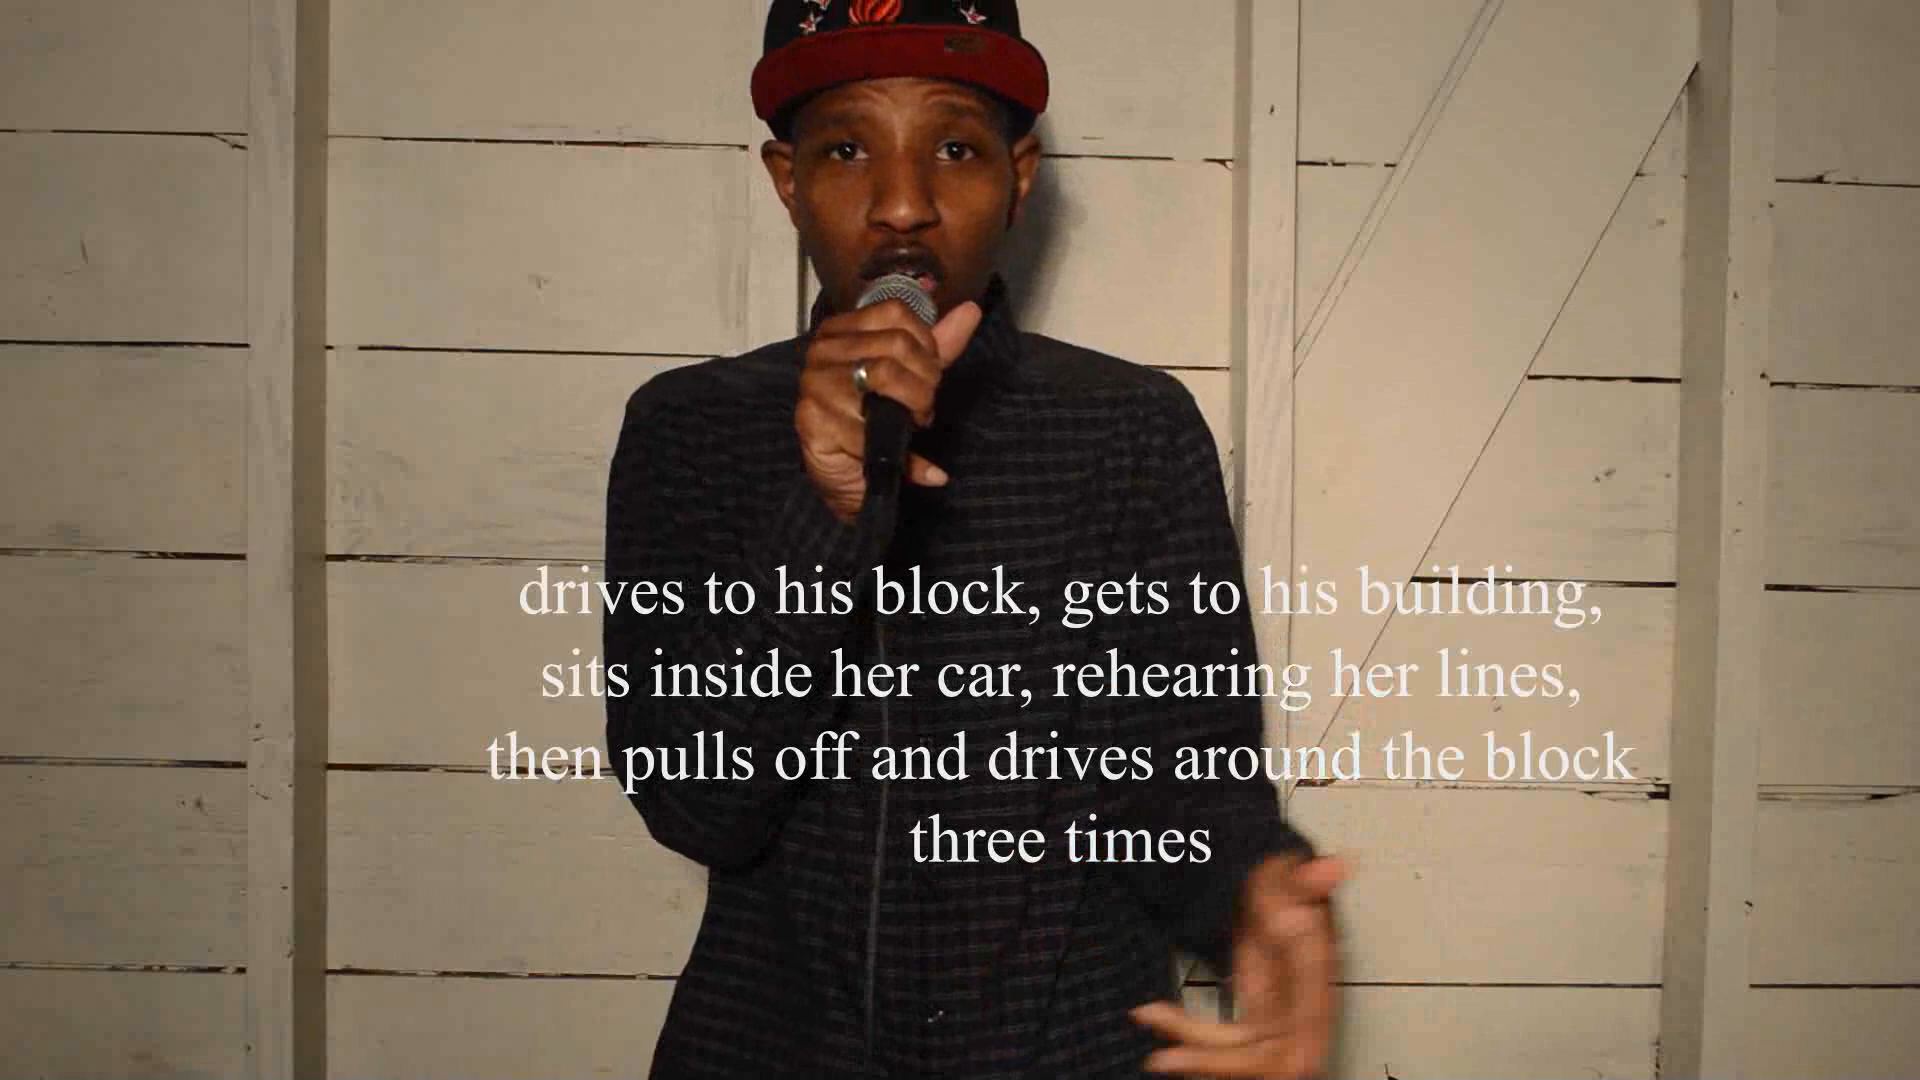 drives to his block, gets to his building,
sits inside her car, rehearing her lines,
then pulls off and drives around the block
three times